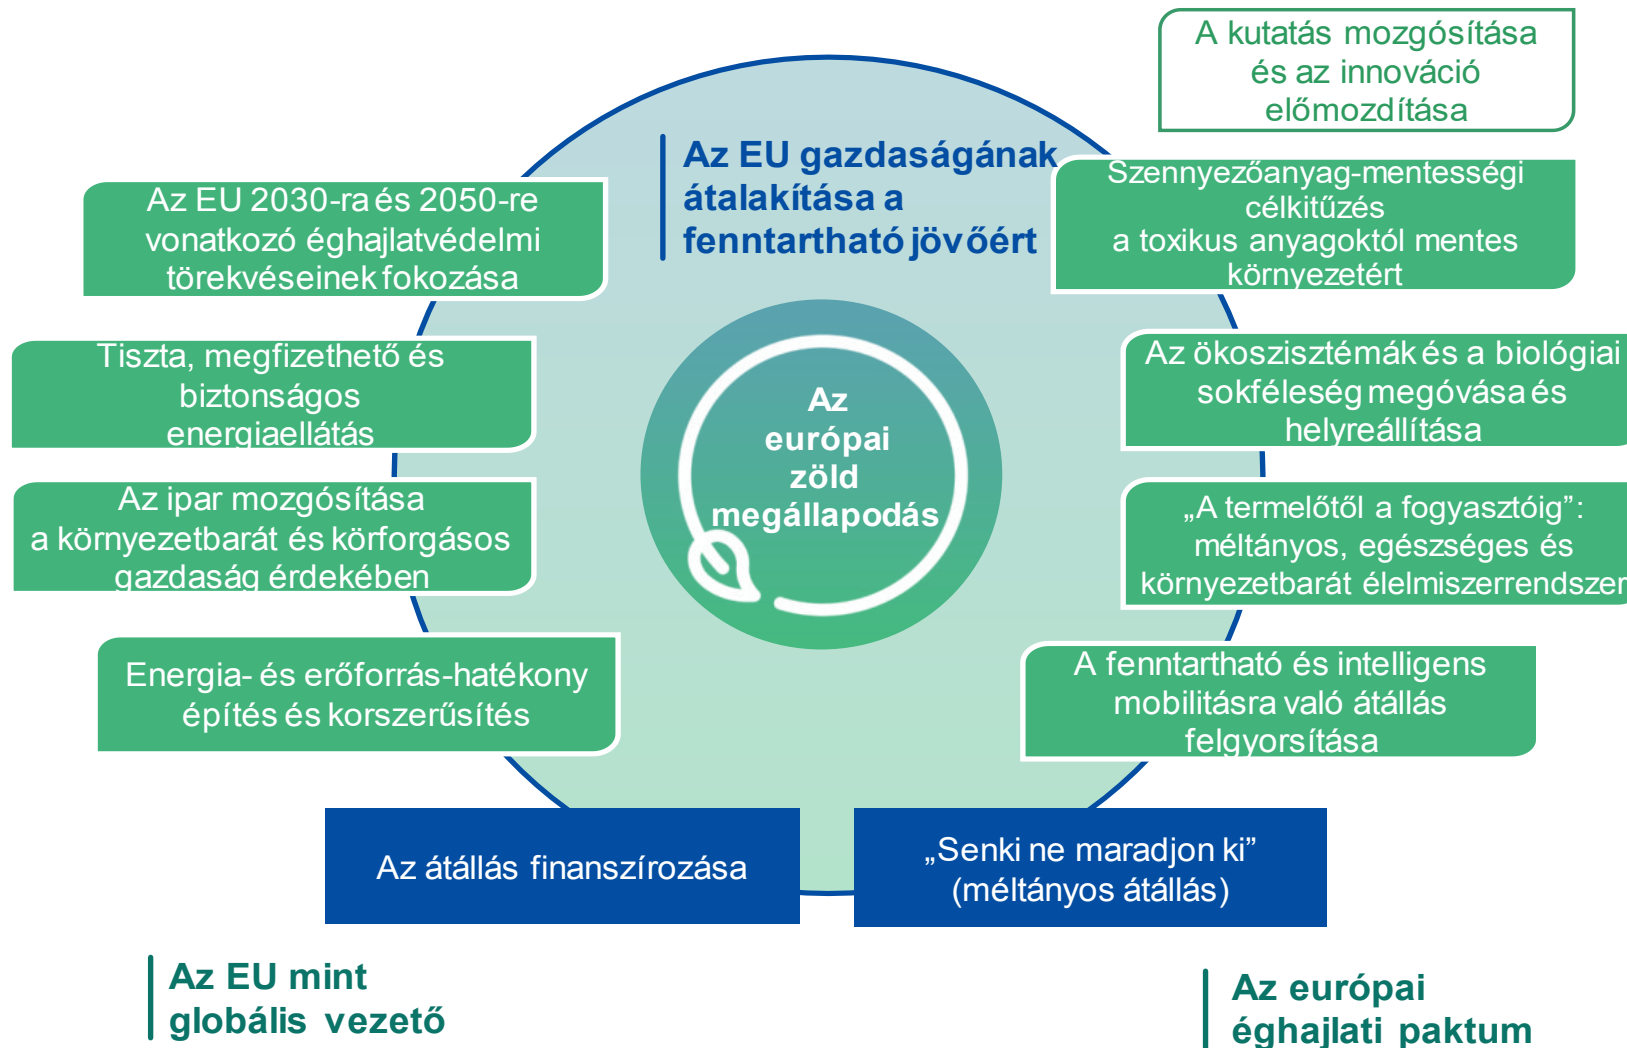 A kutatás mozgósítása
és az innováció
előmozdítása
Az EU gazdaságának
átalakítása a
fenntartható jövőért
Az EU 2030-ra és 2050-re
vonatkozó éghajlatvédelmi
törekvéseinek fokozása
Szennyezőanyag-mentességi
célkitűzés
a toxikus anyagoktól mentes
környezetért
Tiszta, megfizethető és
biztonságos
energiaellátás
Az ökoszisztémák és a biológiai
sokféleség megóvása és
helyreállítása
Az
európai
zöld
megállapodás
Az ipar mozgósítása
a környezetbarát és körforgásos
gazdaság érdekében
„A termelőtől a fogyasztóig”:
méltányos, egészséges és
környezetbarát élelmiszerrendszer
Energia- és erőforrás-hatékony
építés és korszerűsítés
A fenntartható és intelligens
mobilitásra való átállás
felgyorsítása
Az átállás finanszírozása
„Senki ne maradjon ki”
(méltányos átállás)
Az EU mint
globális vezető
Az európai
éghajlati paktum